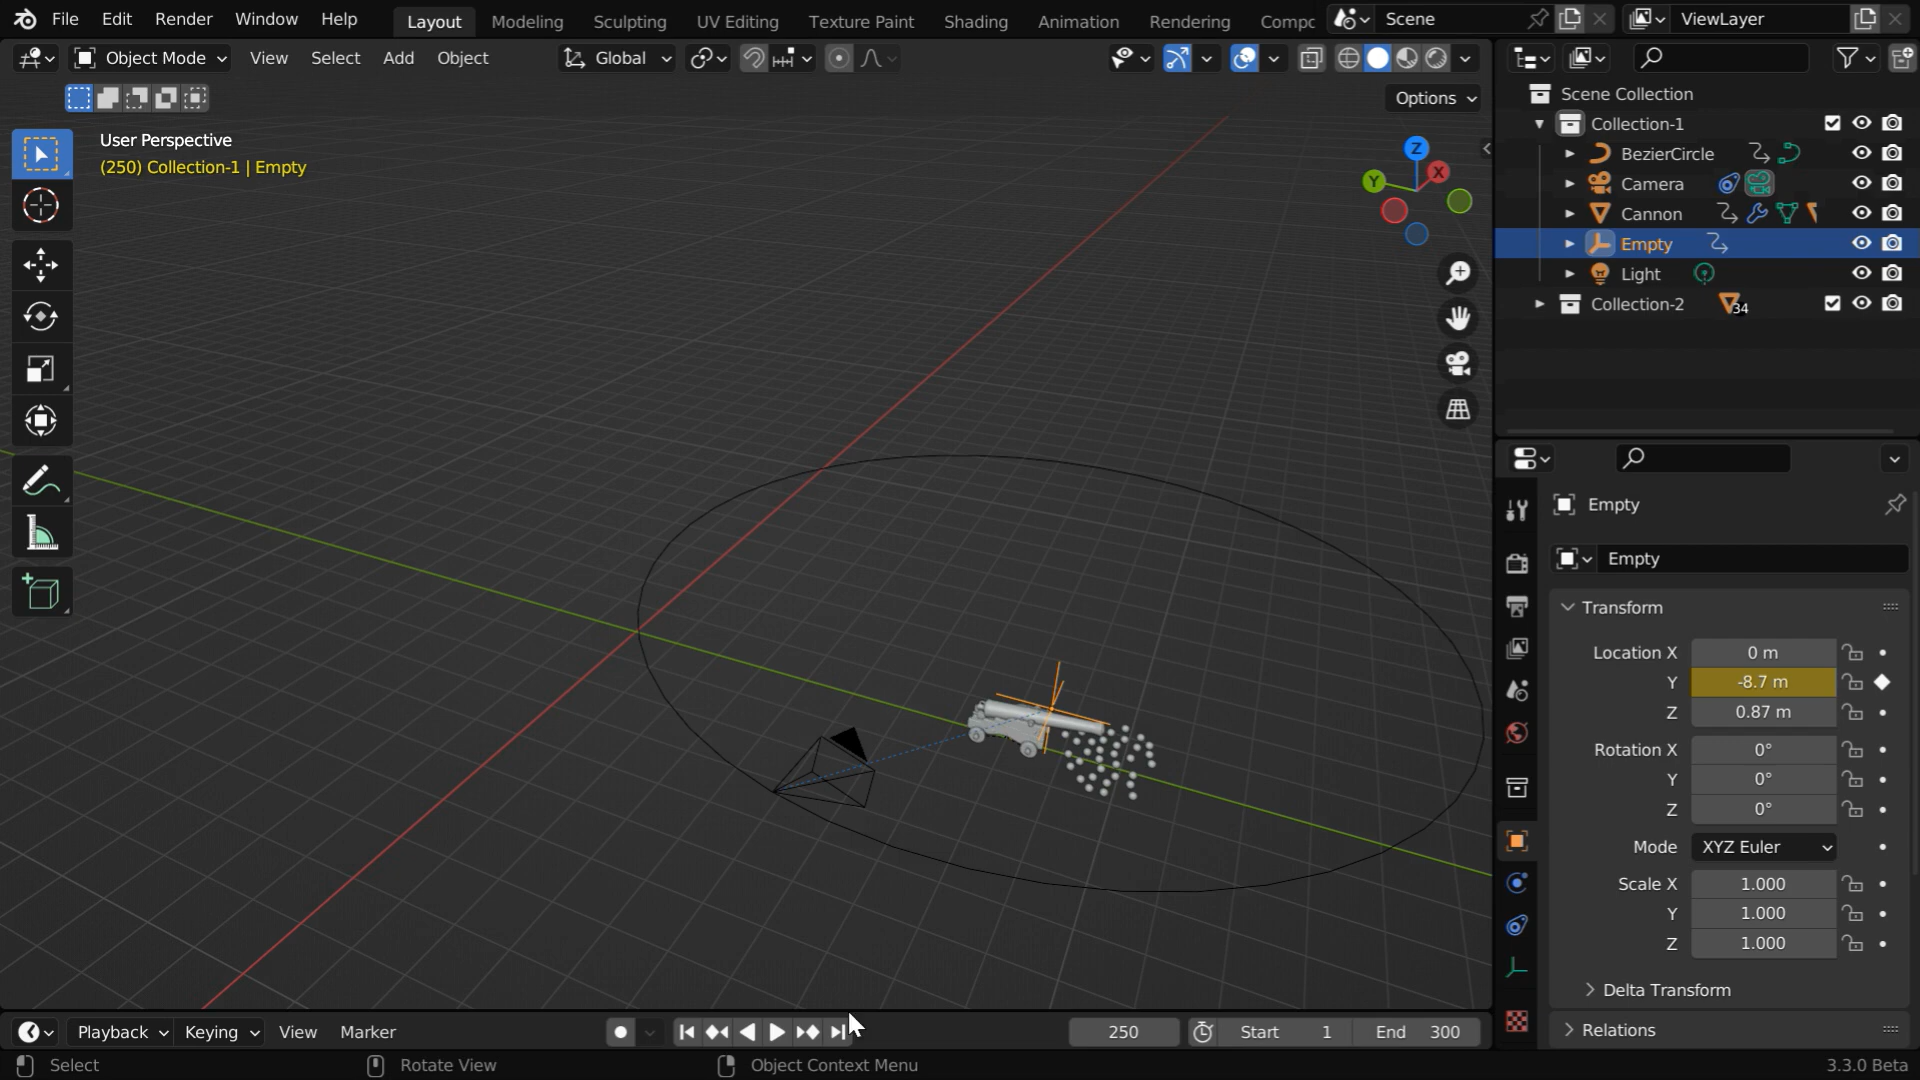 File Edit Render Window Help Layout Modeling Sculpting UV Editing Texture Paint Shading Animation Rendering Compc Scene ViewLayer
Object Mode View Select Add Object Global
Options
User Perspective
(250) Collection-1 | Empty
Z
X
Y
Scene Collection
Collection-1
BezierCircle
Camera
Cannon
Empty
Light
Collection-2 34
Empty
Empty
Transform
Location X 0 m
Y -8.7 m
Z 0.87 m
Rotation X 0°
Y 0°
Z 0°
Mode XYZ Euler
Scale X 1.000
Y 1.000
Z 1.000
Delta Transform
Relations
Playback Keying View Marker 250 Start 1 End 300
Select Rotate View Object Context Menu 3.3.0 Beta